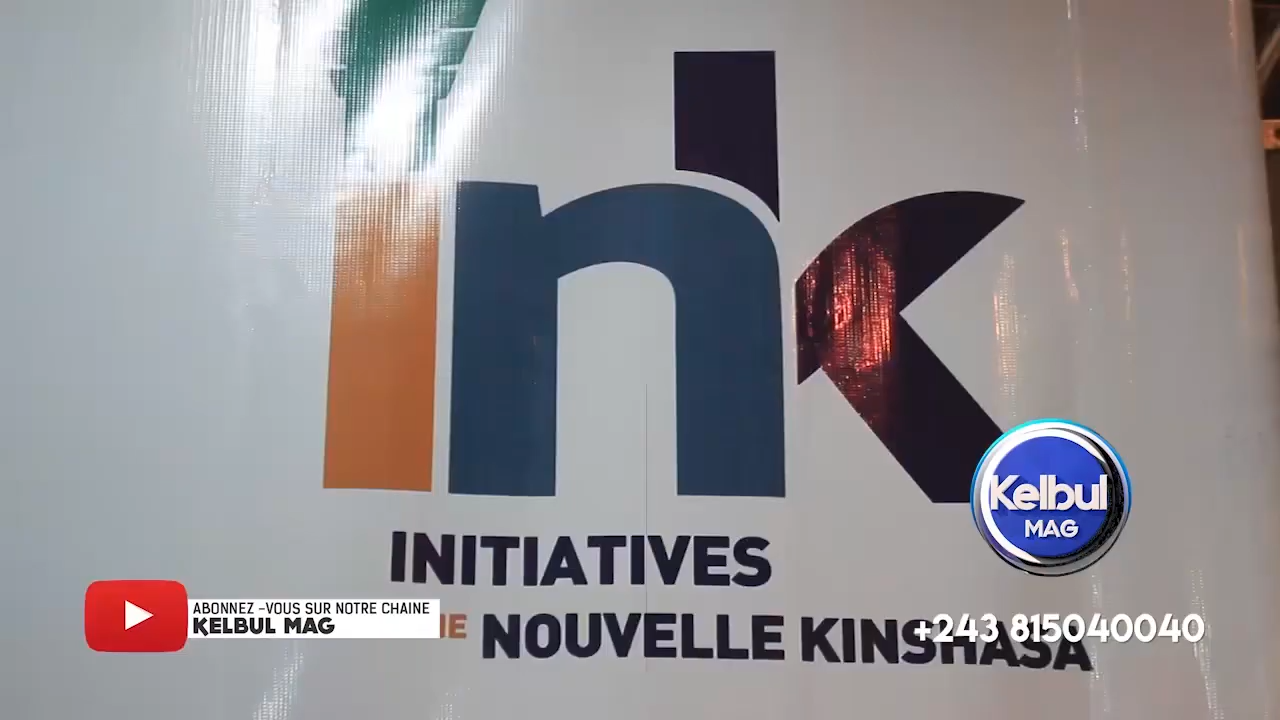 ink
INITIATIVES
NOUVELLE KINSHASA
Kelbul
MAG
ABONNEZ -VOUS SUR NOTRE CHAINE
KELBUL MAG
+243 815040040